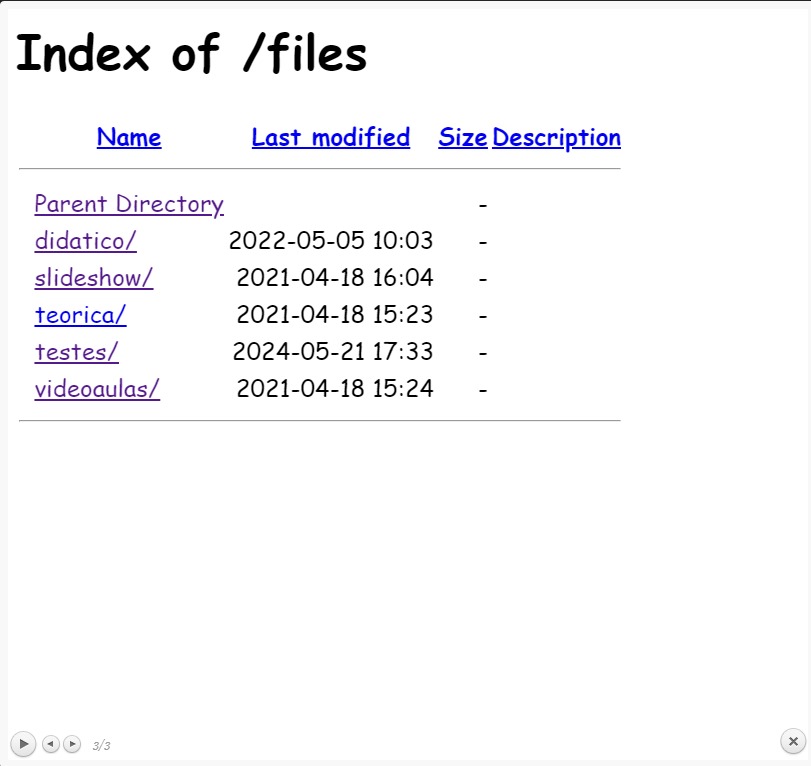 Index of /files
Name Last modified Size Description
Parent Directory -
didatico/ 2022-05-05 10:03 -
slideshow/ 2021-04-18 16:04 -
teorica/ 2021-04-18 15:23 -
testes/ 2024-05-21 17:33 -
videoaulas/ 2021-04-18 15:24 -
3/3